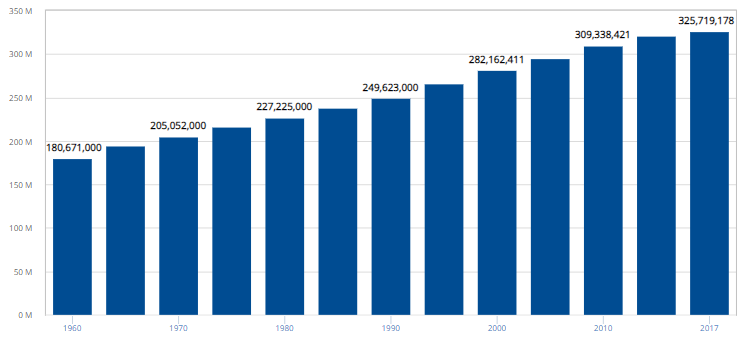 350 M
325,719,178
309,338,421
300 M
282,162,411
250 M
249,623,000
227,225,000
205,052,000
200 M
180,671,000
150 M
100 M
50 M
0 M
1960 1970 1980 1990 2000 2010 2017